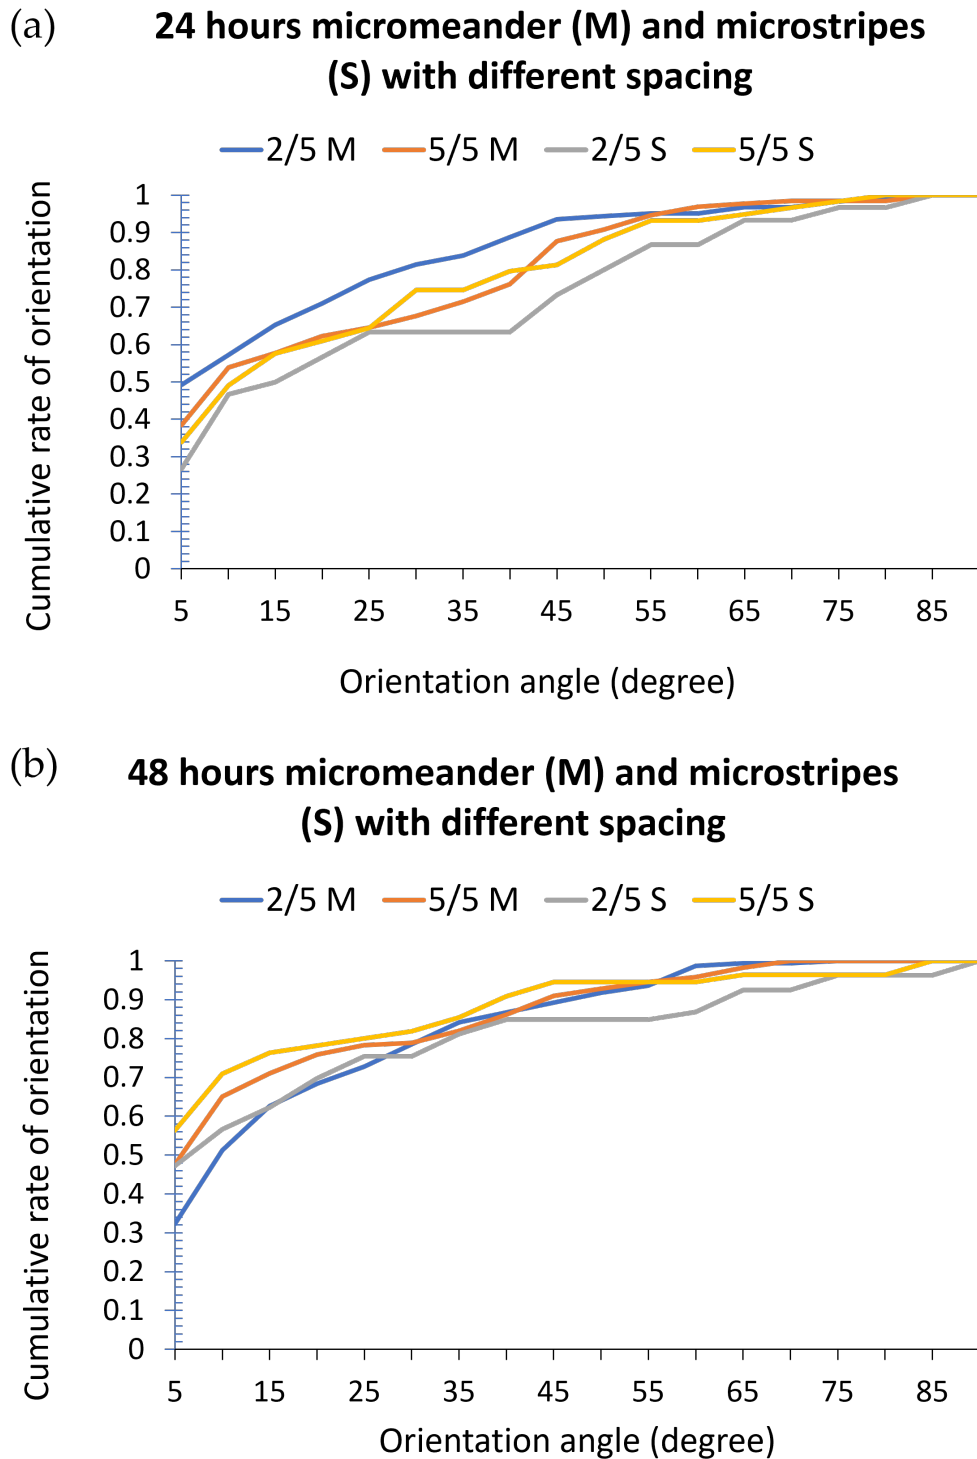 (a)
24 hours micromeander (M) and microstripes
(S) with different spacing
2/5 M 5/5 M 2/5 S 5/5 S
Cumulative rate of orientation
1
0.9
0.8
0.7
0.6
0.5
0.4
0.3
0.2
0.1
0
5 15 25 35 45 55 65 75 85
Orientation angle (degree)
(b)
48 hours micromeander (M) and microstripes
(S) with different spacing
2/5 M 5/5 M 2/5 S 5/5 S
Cumulative rate of orientation
1
0.9
0.8
0.7
0.6
0.5
0.4
0.3
0.2
0.1
0
5 15 25 35 45 55 65 75 85
Orientation angle (degree)